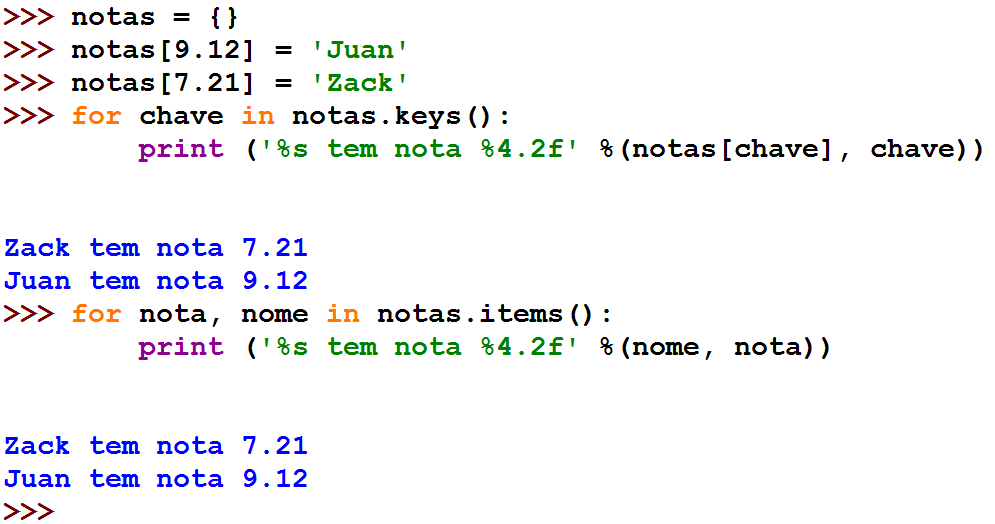 >>> notas = {}
>>> notas[9.12] = 'Juan'
>>> notas[7.21] = 'Zack'
>>> for chave in notas.keys():
        print ('%s tem nota %4.2f' %(notas[chave], chave))
Zack tem nota 7.21
Juan tem nota 9.12
>>> for nota, nome in notas.items():
        print ('%s tem nota %4.2f' %(nome, nota))
Zack tem nota 7.21
Juan tem nota 9.12
>>>